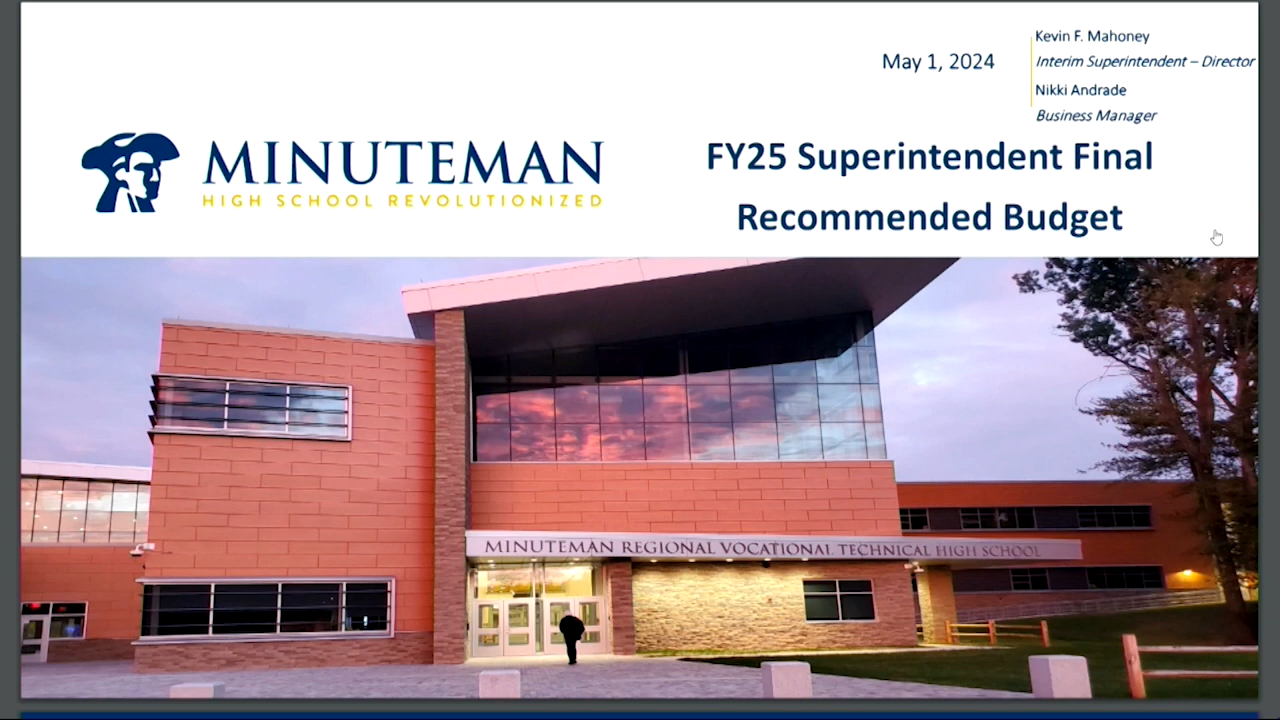 May 1, 2024
Kevin F. Mahoney
Interim Superintendent – Director
Nikki Andrade
Business Manager
MINUTEMAN
HIGH SCHOOL REVOLUTIONIZED
FY25 Superintendent Final
Recommended Budget
MINUTEMAN REGIONAL VOCATIONAL TECHNICAL HIGH SCHOOL